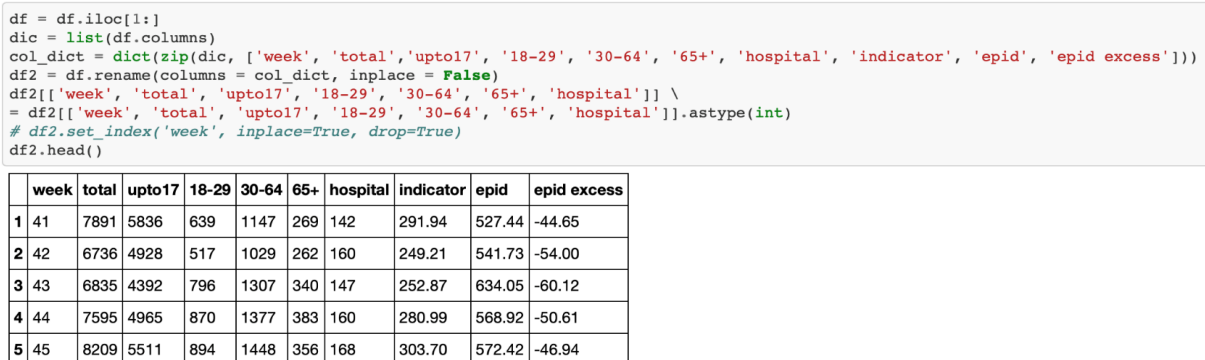 df = df.iloc[1:]
dic = list(df.columns)
col_dict = dict(zip(dic, ['week', 'total','upto17', '18-29', '30-64', '65+', 'hospital', 'indicator', 'epid', 'epid excess']))
df2 = df.rename(columns = col_dict, inplace = False)
df2[['week', 'total', 'upto17', '18-29', '30-64', '65+', 'hospital']] \
= df2[['week', 'total', 'upto17', '18-29', '30-64', '65+', 'hospital']].astype(int)
# df2.set_index('week', inplace=True, drop=True)
df2.head()
week total upto17 18-29 30-64 65+ hospital indicator epid epid excess
1 41 7891 5836 639 1147 269 142 291.94 527.44 -44.65
2 42 6736 4928 517 1029 262 160 249.21 541.73 -54.00
3 43 6835 4392 796 1307 340 147 252.87 634.05 -60.12
4 44 7595 4965 870 1377 383 160 280.99 568.92 -50.61
5 45 8209 5511 894 1448 356 168 303.70 572.42 -46.94